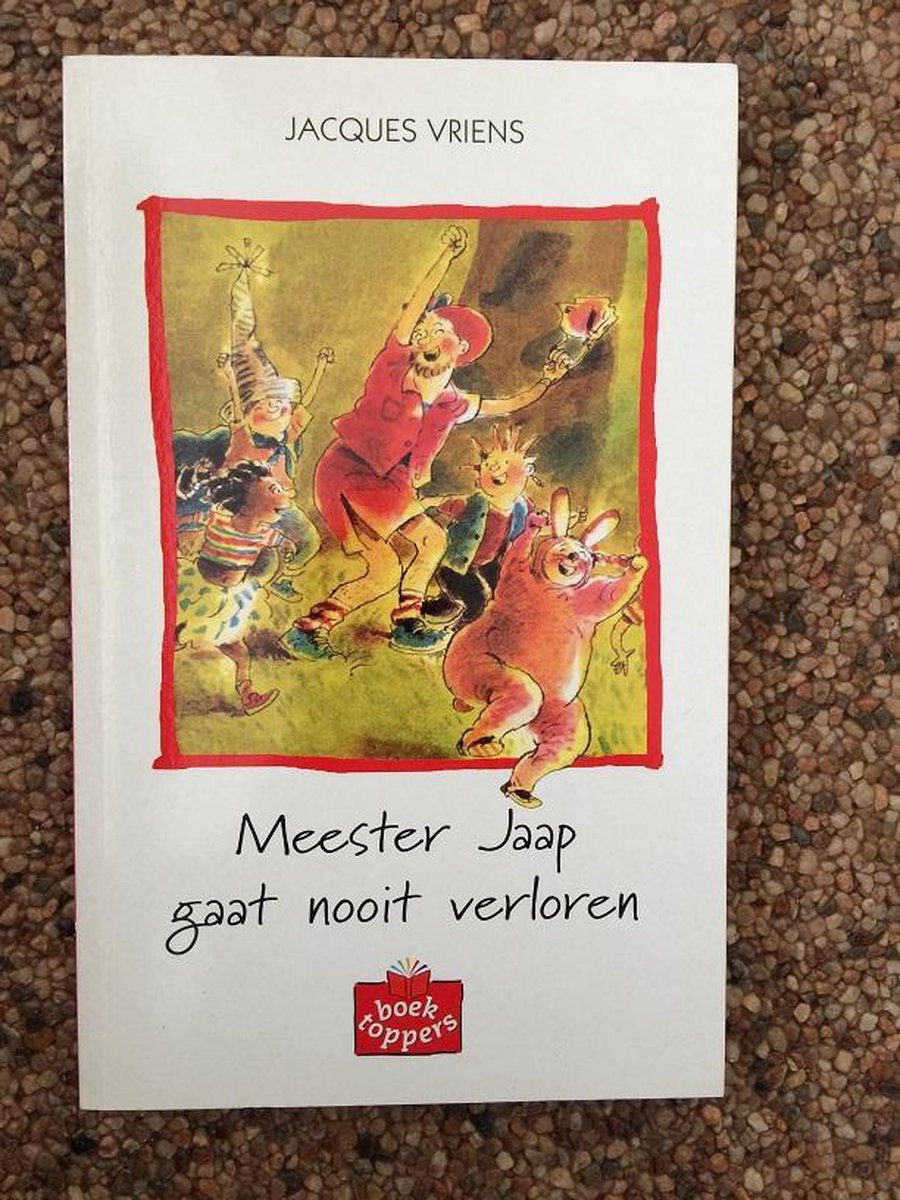 JACQUES VRIENS
Meester Jaap
gaat nooit verloren
boek
toppers